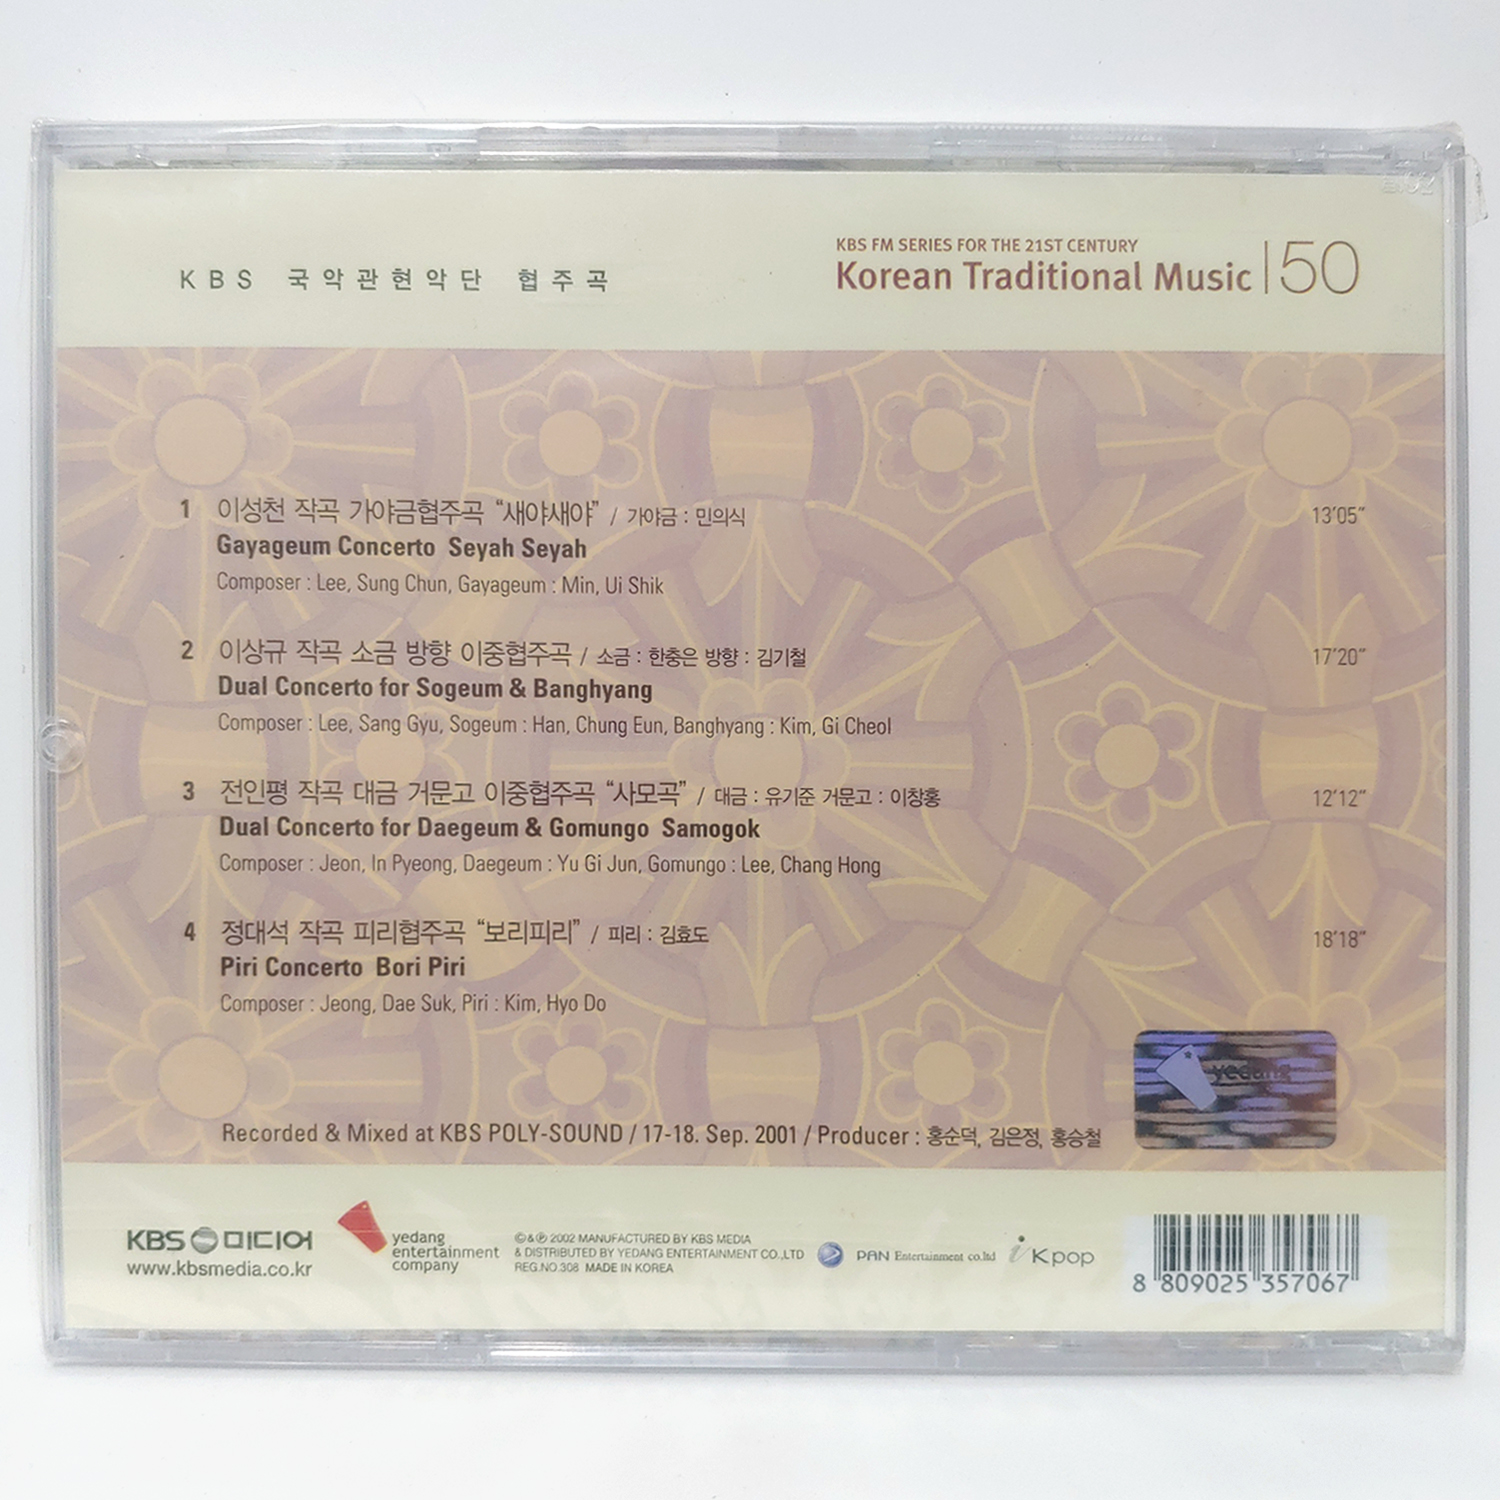 KBS FM SERIES FOR THE 21ST CENTURY
KBS 국악관현악단 협주곡
Korean Traditional Music 50
1 이성천 작곡 가야금협주곡 “새야새야” / 가야금 : 민의식 13’05”
Gayageum Concerto Seyah Seyah
Composer : Lee, Sung Chun, Gayageum : Min, Ui Shik
2 이상규 작곡 소금 방향 이중협주곡 / 소금 : 한충은 방향 : 김기철 17’20”
Dual Concerto for Sogeum & Banghyang
Composer : Lee, Sang Gyu, Sogeum : Han, Chung Eun, Banghyang : Kim, Gi Cheol
3 전인평 작곡 대금 거문고 이중협주곡 “사모곡” / 대금 : 유기준 거문고 : 이창홍 12’12”
Dual Concerto for Daegeum & Gomungo Samogok
Composer : Jeon, In Pyeong, Daegeum : Yu Gi Jun, Gomungo : Lee, Chang Hong
4 정대석 작곡 피리협주곡 “보리피리” / 피리 : 김효도 18’18”
Piri Concerto Bori Piri
Composer : Jeong, Dae Suk, Piri : Kim, Hyo Do
yedang
Recorded & Mixed at KBS POLY-SOUND / 17-18. Sep. 2001 / Producer : 홍순덕, 김은정, 홍승철
KBS 미디어
www.kbsmedia.co.kr
yedang
entertainment
company
©&℗ 2002 MANUFACTURED BY KBS MEDIA
& DISTRIBUTED BY YEDANG ENTERTAINMENT CO.,LTD
REG.NO.308 MADE IN KOREA
PAN Entertainment co.ltd
iKpop
8 809025 357067